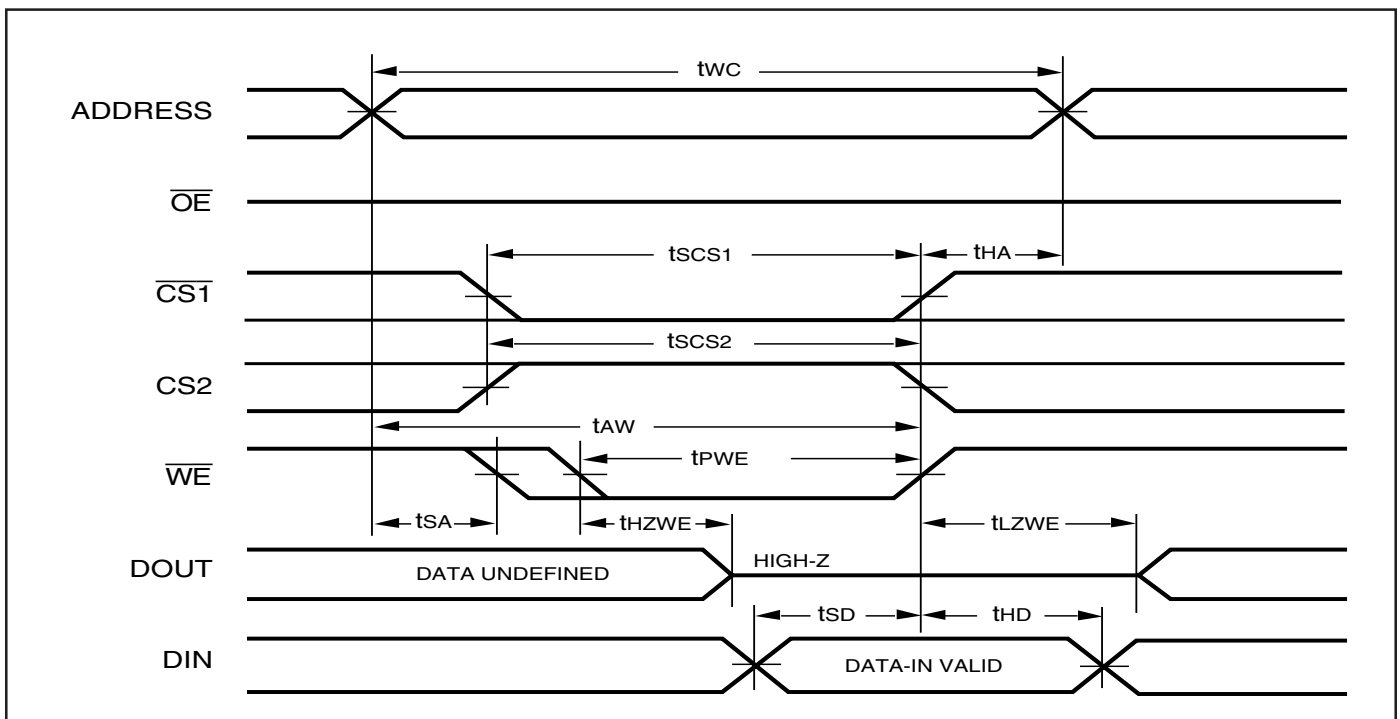 tWC
ADDRESS
OE
tSCS1
tHA
CS1
tSCS2
CS2
tAW
WE
tPWE
tSA
tHZWE
tLZWE
DOUT
DATA UNDEFINED
HIGH-Z
tSD
tHD
DIN
DATA-IN VALID